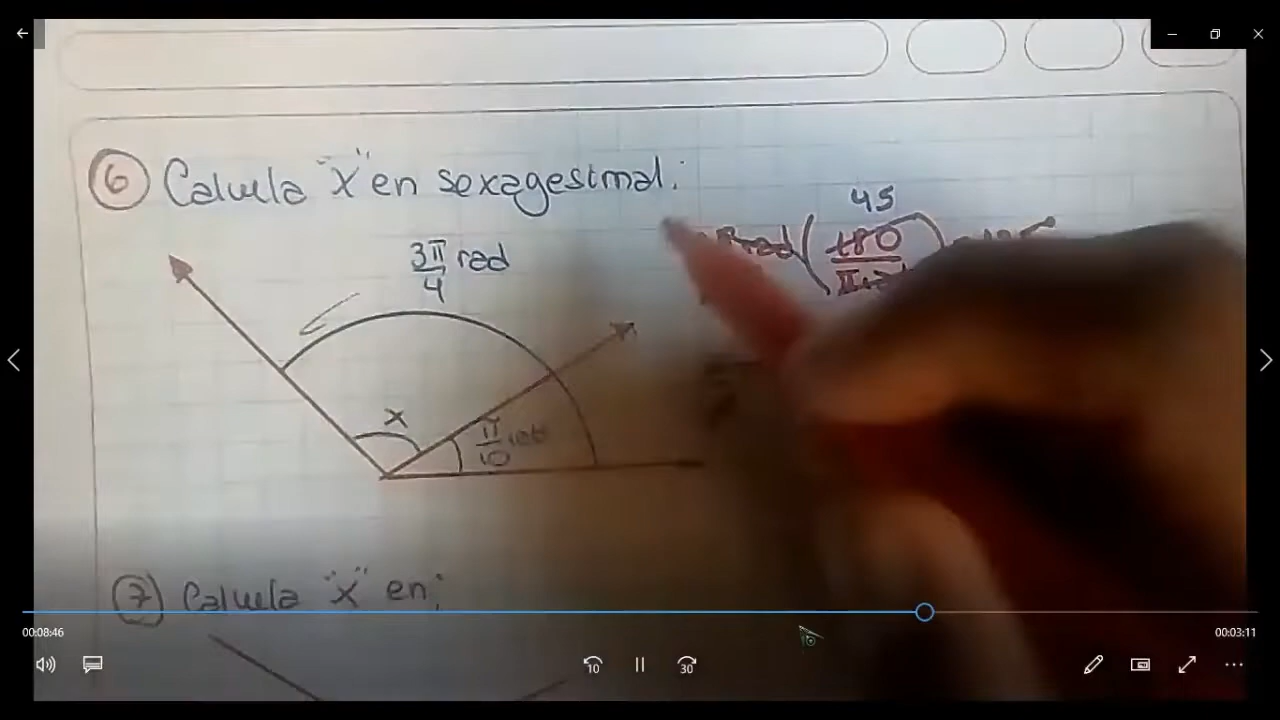 ⑥ Calcula "x" en sexagesimal:
45
3π/4 rad
180
x
π/10 rad
⑦ Calcula "x" en:
00:08:46
00:03:11
10
30